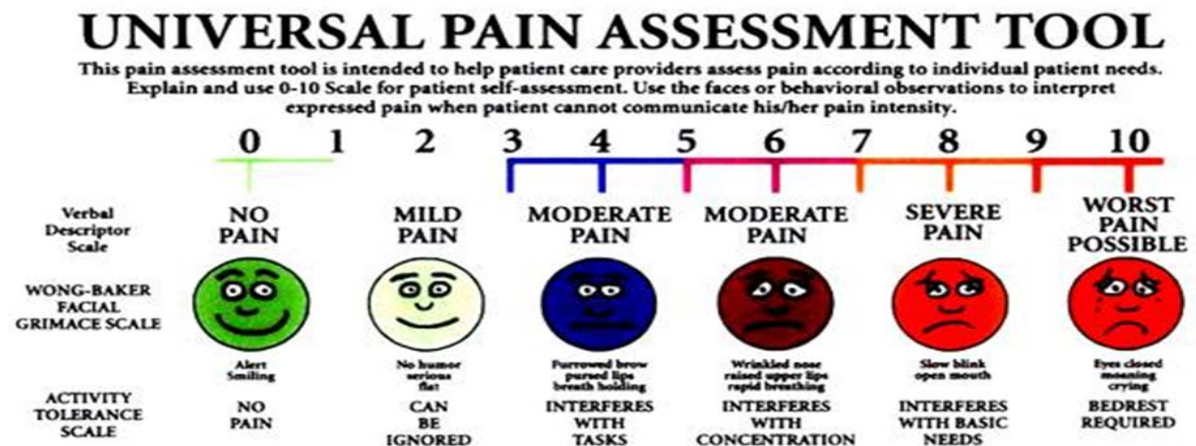 UNIVERSAL PAIN ASSESSMENT TOOL
This pain assessment tool is intended to help patient care providers assess pain according to individual patient needs.
Explain and use 0-10 Scale for patient self-assessment. Use the faces or behavioral observations to interpret
expressed pain when patient cannot communicate his/her pain intensity.
0 1 2 3 4 5 6 7 8 9 10
Verbal
Descriptor
Scale
NO
PAIN
MILD
PAIN
MODERATE
PAIN
MODERATE
PAIN
SEVERE
PAIN
WORST
PAIN
POSSIBLE
WONG-BAKER
FACIAL
GRIMACE SCALE
Alert
Smiling
No humor
serious
flat
Furrowed brow
pursed lips
breath holding
Wrinkled nose
raised upper lips
rapid breathing
Slow blink
open mouth
Eyes closed
moaning
crying
ACTIVITY
TOLERANCE
SCALE
NO
PAIN
CAN
BE
IGNORED
INTERFERES
WITH
TASKS
INTERFERES
WITH
CONCENTRATION
INTERFERES
WITH BASIC
NEEDS
BEDREST
REQUIRED